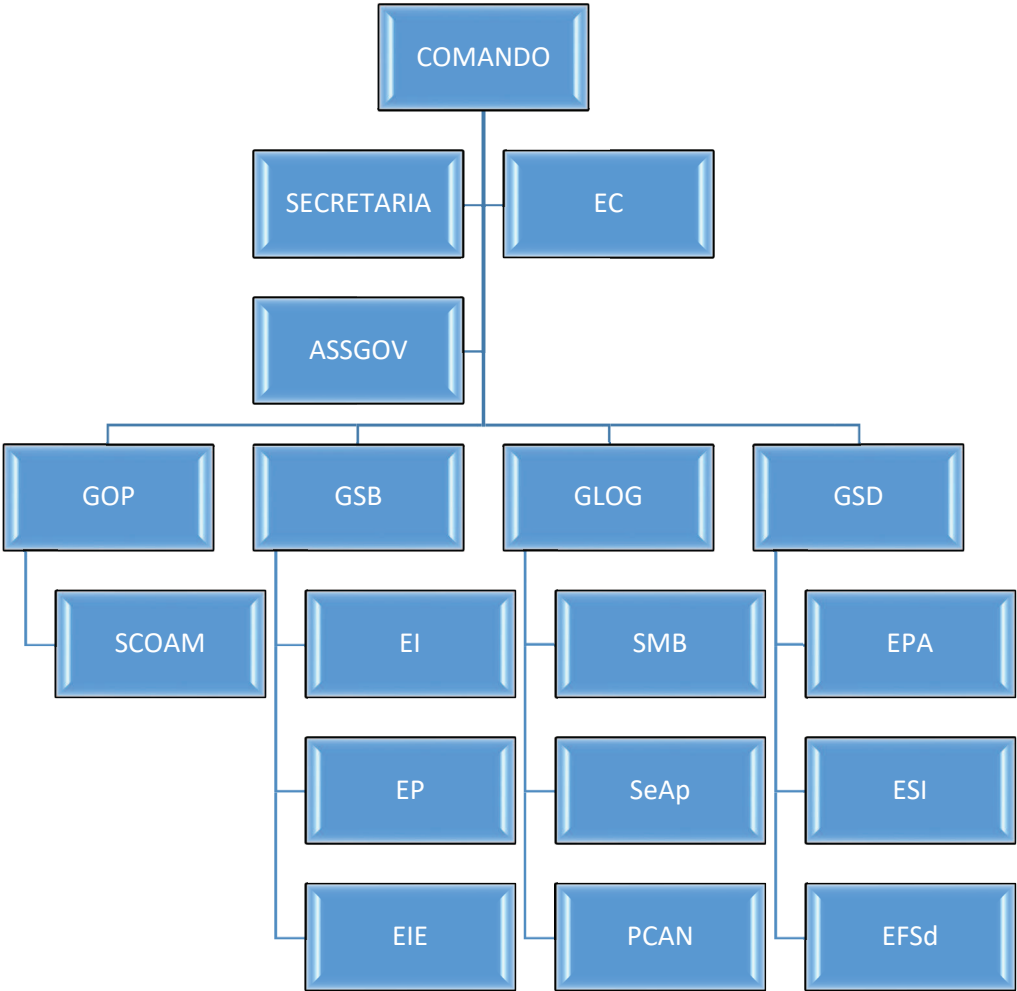 COMANDO
SECRETARIA
EC
ASSGOV
GOP
GSB
GLOG
GSD
SCOAM
EI
SMB
EPA
EP
SeAp
ESI
EIE
PCAN
EFSd